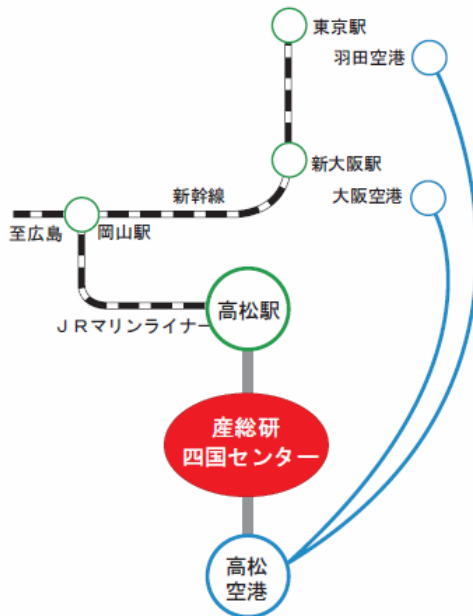 東京駅
羽田空港
新大阪駅
大阪空港
新幹線
至広島
岡山駅
ＪＲマリンライナー
高松駅
産総研
四国センター
高松
空港